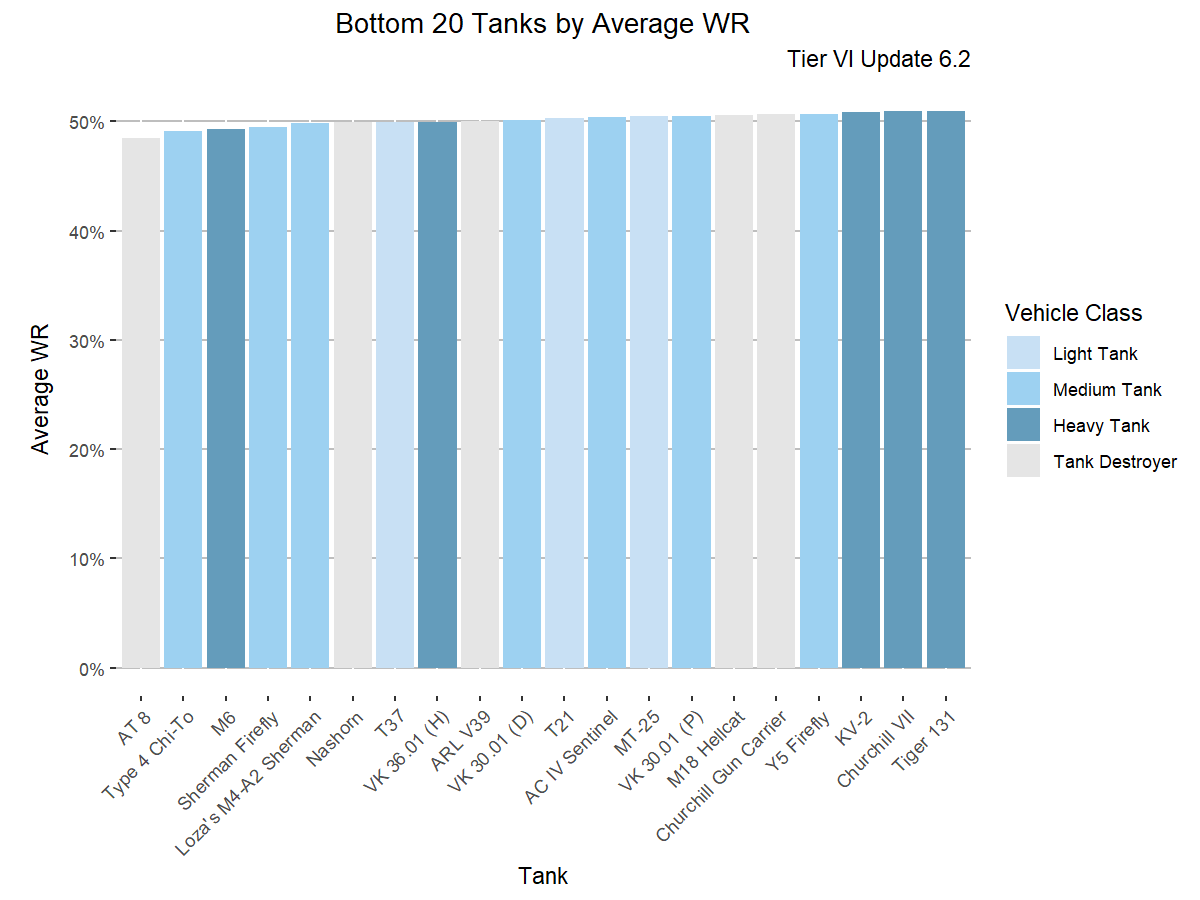 Bottom 20 Tanks by Average WR
Tier VI Update 6.2
Average WR
50%
40%
30%
20%
10%
0%
AT 8
Type 4 Chi-To
M6
Sherman Firefly
Loza's M4-A2 Sherman
Nashorn
T37
VK 36.01 (H)
ARL V39
VK 30.01 (D)
T21
AC IV Sentinel
MT-25
VK 30.01 (P)
M18 Hellcat
Churchill Gun Carrier
Y5 Firefly
KV-2
Churchill VII
Tiger 131
Tank
Vehicle Class
Light Tank
Medium Tank
Heavy Tank
Tank Destroyer